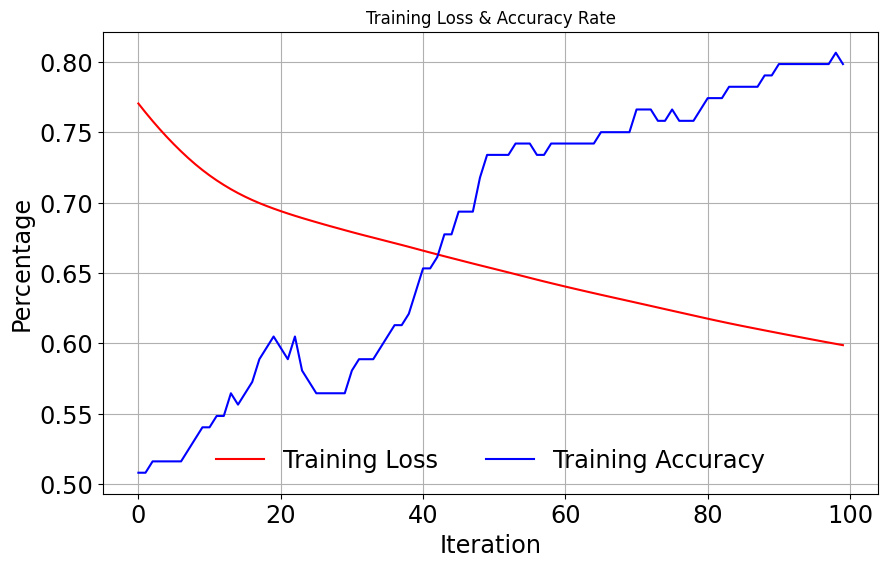 Training Loss & Accuracy Rate
Percentage
0.80
0.75
0.70
0.65
0.60
0.55
0.50
Training Loss Training Accuracy
0 20 40 60 80 100
Iteration